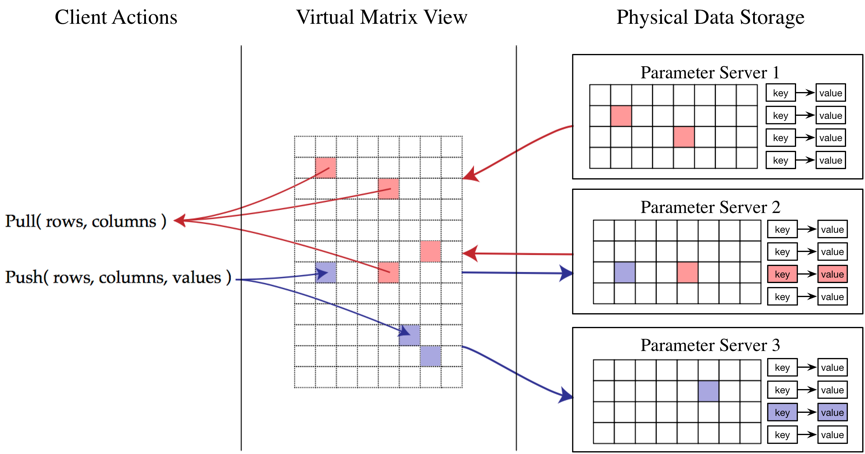 Client Actions
Virtual Matrix View
Physical Data Storage
Pull( rows, columns )
Push( rows, columns, values )
Parameter Server 1
key value
key value
key value
key value
Parameter Server 2
key value
key value
key value
key value
Parameter Server 3
key value
key value
key value
key value